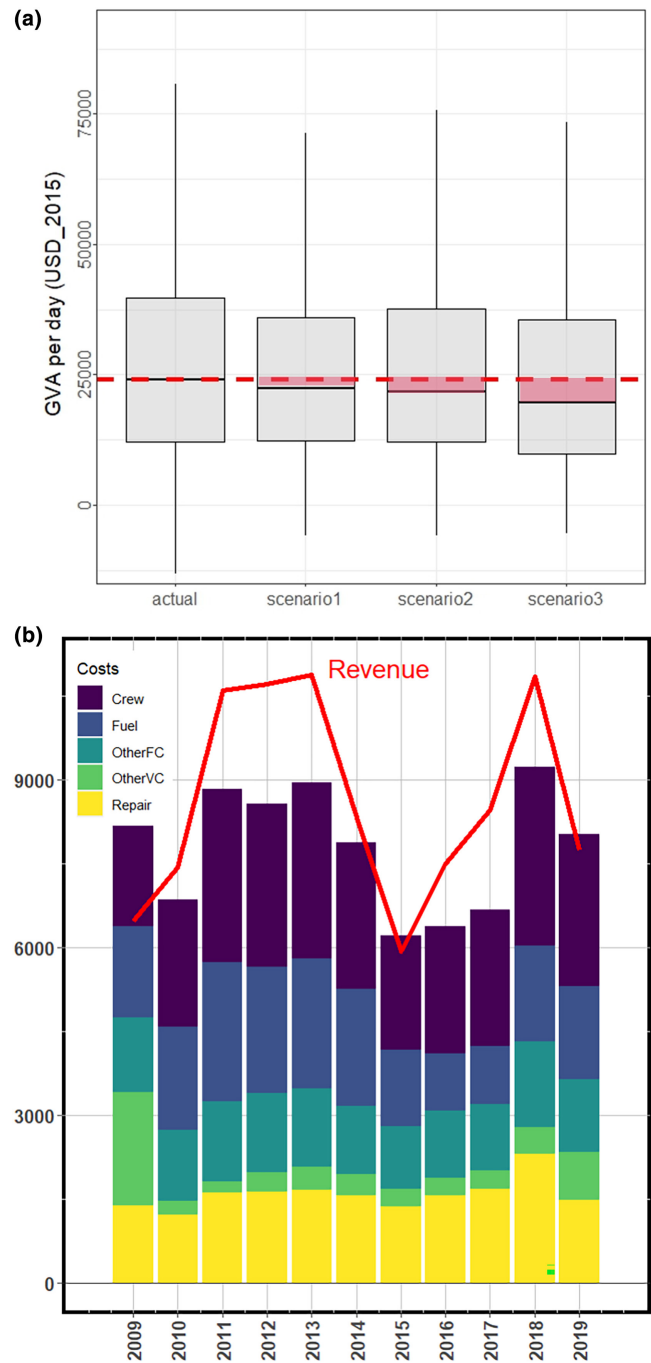 (a)
GVA per day (USD_2015)
75000
50000
25000
0
actual scenario1 scenario2 scenario3
(b)
Costs
Crew
Fuel
OtherFC
OtherVC
Repair
Revenue
9000
6000
3000
0
2009 2010 2011 2012 2013 2014 2015 2016 2017 2018 2019